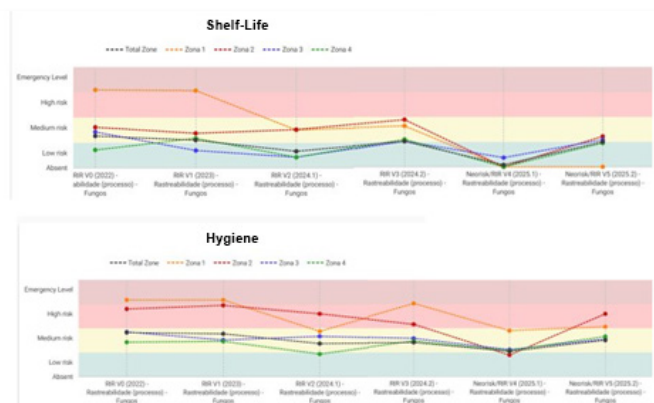 Shelf-Life
Total Zone Zona 1 Zona 2 Zona 3 Zona 4
Emergency Level
High risk
Medium risk
Low risk
Absent
RIR V0 (2022) - RIR V1 (2023) - RIR V2 (2024.1) - RIR V3 (2024.2) - Neorisk/RIR V4 (2025.1) - Neorisk/RIR V5 (2025.2) -
abilidade (processo) - Rastreabilidade (processo) - Rastreabilidade (processo) - Rastreabilidade (processo) - Rastreabilidade (processo) - Rastreabilidade (processo) -
Fungos Fungos Fungos Fungos Fungos Fungos
Hygiene
Total Zone Zona 1 Zona 2 Zona 3 Zona 4
Emergency Level
High risk
Medium risk
Low risk
Absent
RIR V0 (2022) - RIR V1 (2023) - RIR V2 (2024.1) - RIR V3 (2024.2) - Neorisk/RIR V4 (2025.1) - Neorisk/RIR V5 (2025.2) -
Rastreabilidade (processo) - Rastreabilidade (processo) - Rastreabilidade (processo) - Rastreabilidade (processo) - Rastreabilidade (processo) - Rastreabilidade (processo) -
Fungos Fungos Fungos Fungos Fungos Fungos